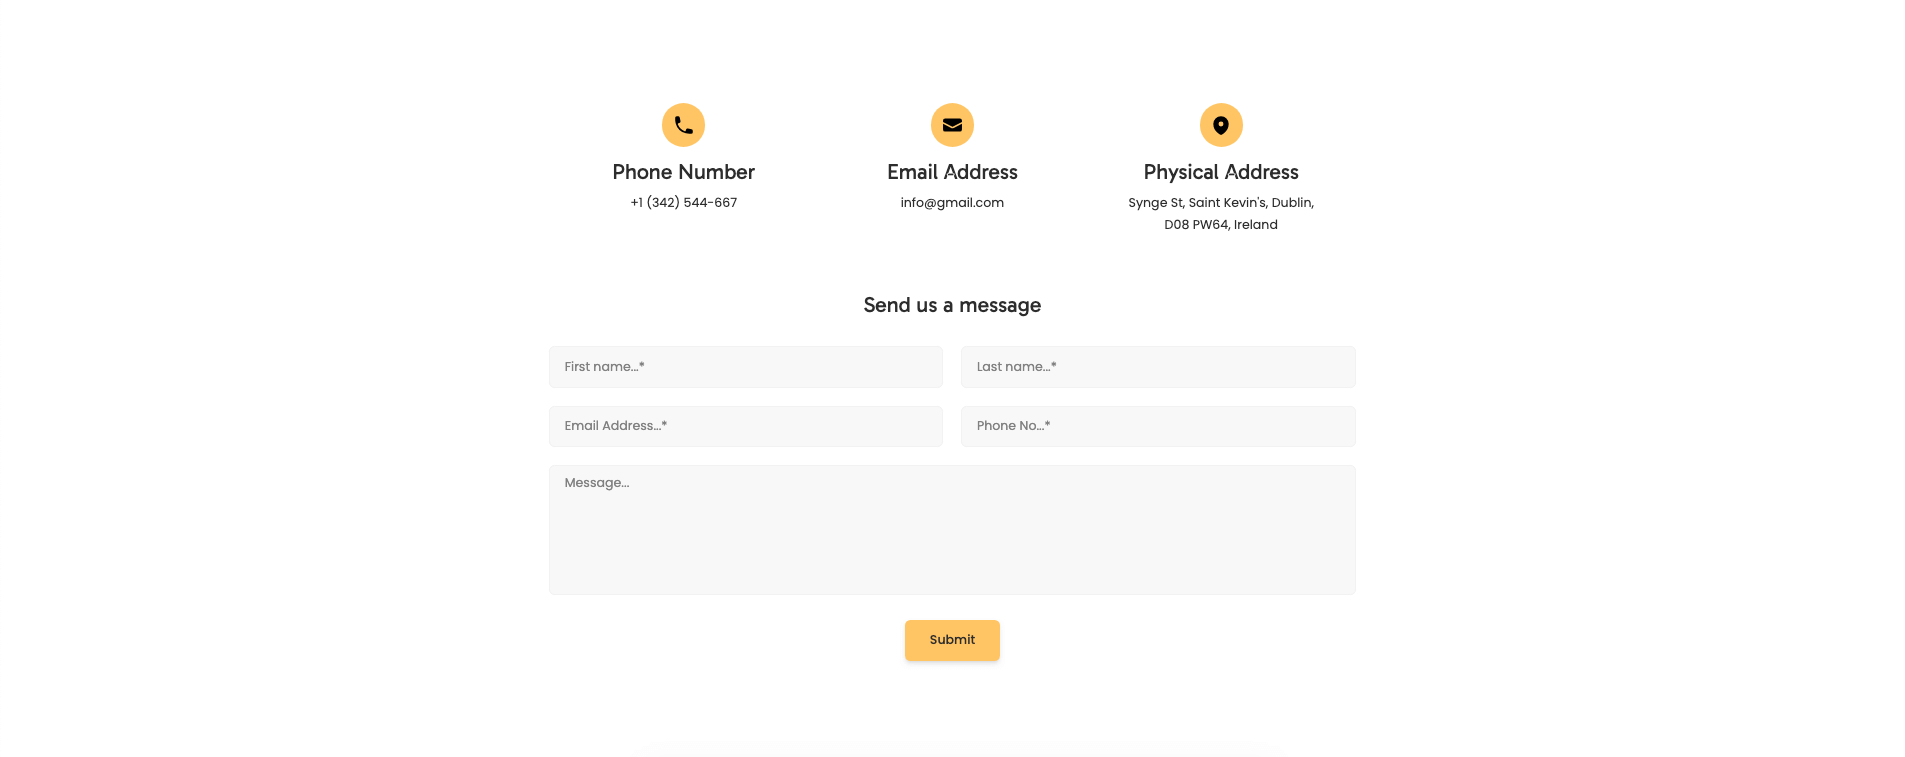 Phone Number
+1 (342) 544-667
Email Address
info@gmail.com
Physical Address
Synge St, Saint Kevin's, Dublin,
D08 PW64, Ireland
Send us a message
First name...*
Last name...*
Email Address...*
Phone No...*
Message...
Submit